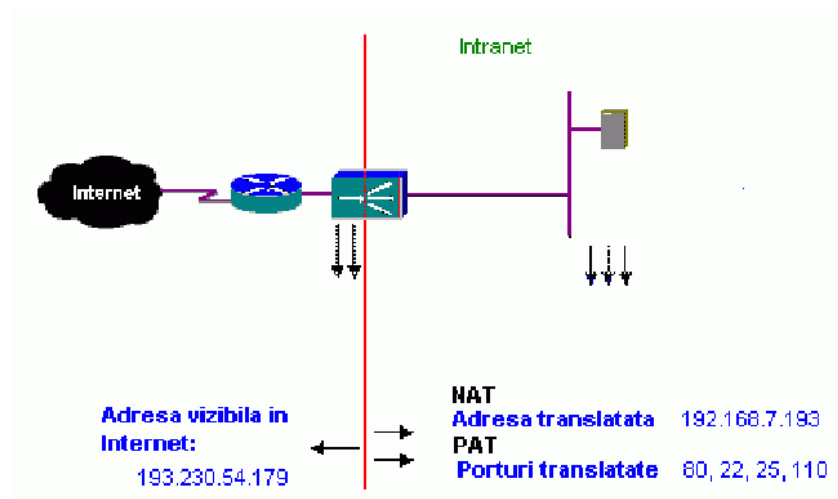 Intranet
Internet
Adresa vizibila in
Internet:
193.230.54.179
NAT
Adresa translatata 192.168.7.193
PAT
Porturi translatate 80, 22, 25, 110